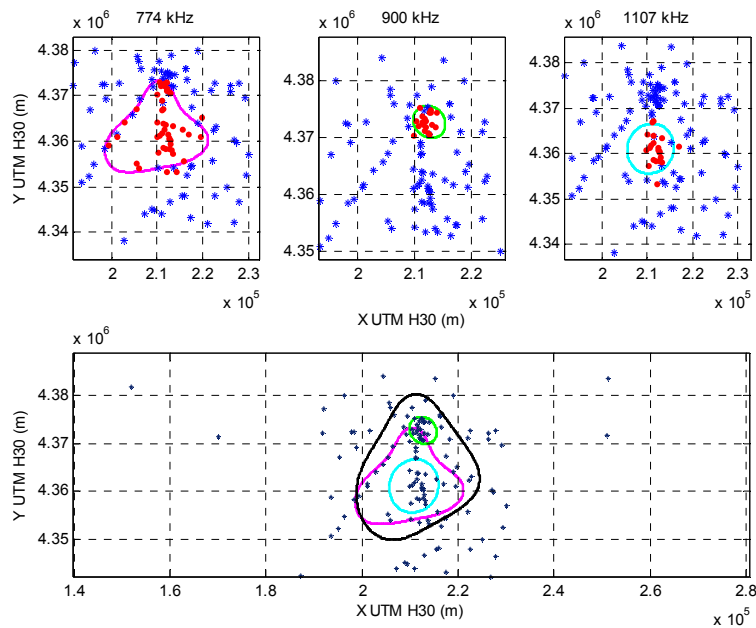 774 kHz
900 kHz
1107 kHz
x 10^6
x 10^6
x 10^6
Y UTM H30 (m)
4.38
4.37
4.36
4.35
4.34
4.38
4.37
4.36
4.35
4.38
4.37
4.36
4.35
4.34
2 2.1 2.2 2.3
2 2.1 2.2
2 2.1 2.2 2.3
x 10^5
x 10^5
x 10^5
X UTM H30 (m)
x 10^6
Y UTM H30 (m)
4.38
4.37
4.36
4.35
1.4 1.6 1.8 2 2.2 2.4 2.6 2.8
X UTM H30 (m)
x 10^5